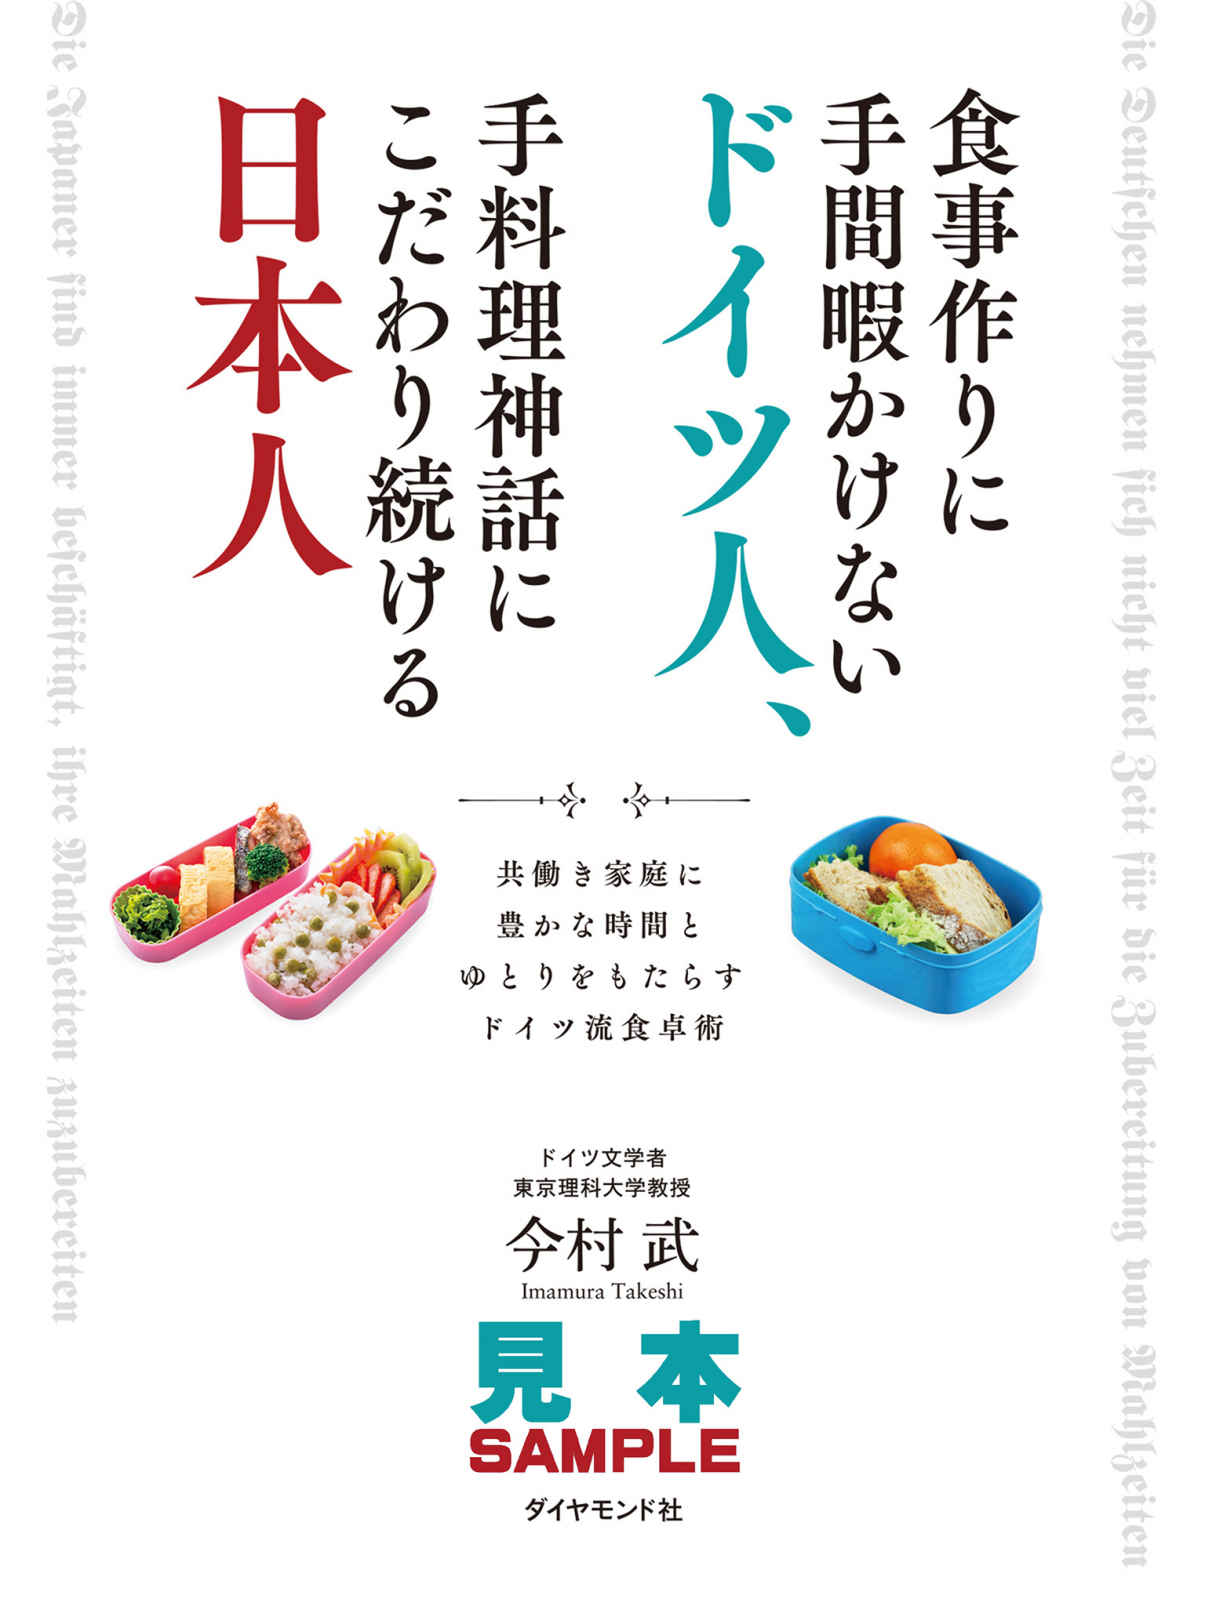 食事作りに
手間暇かけない
ドイツ人、
手料理神話に
こだわり続ける
日本人
共働き家庭に
豊かな時間と
ゆとりをもたらす
ドイツ流食卓術
ドイツ文学者
東京理科大学教授
今村 武
Imamura Takeshi
見本
SAMPLE
ダイヤモンド社
Die Deutschen nehmen sich nicht viel Zeit für die Zubereitung von Mahlzeiten
Die Japaner sind immer beschäftigt, ihre Mahlzeiten zuzubereiten